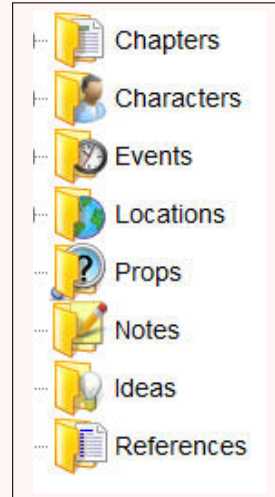 Chapters
Characters
Events
Locations
Props
Notes
Ideas
References